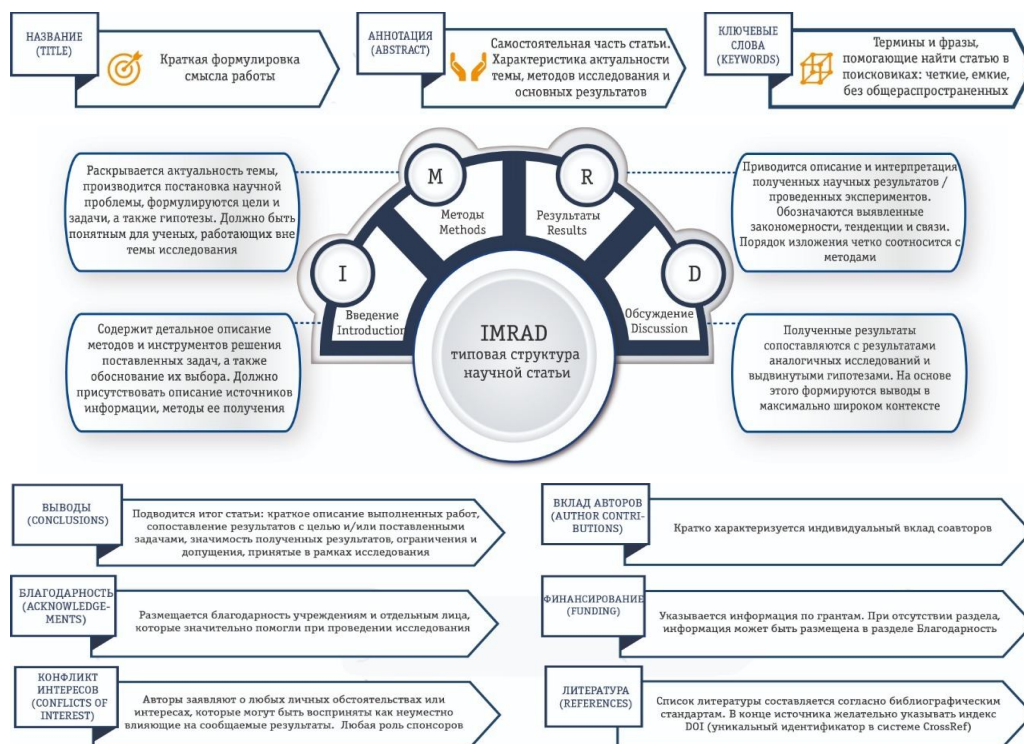 НАЗВАНИЕ
(TITLE)
Краткая формулировка
смысла работы
АННОТАЦИЯ
(ABSTRACT)
Самостоятельная часть статьи.
Характеристика актуальности
темы, методов исследования и
основных результатов
КЛЮЧЕВЫЕ
СЛОВА
(KEYWORDS)
Термины и фразы,
помогающие найти статью в
поисковиках: четкие, емкие,
без общераспространенных
Раскрывается актуальность темы,
производится постановка научной
проблемы, формулируются цели и
задачи, а также гипотезы. Должно быть
понятным для ученых, работающих вне
темы исследования
Содержит детальное описание
методов и инструментов решения
поставленных задач, а также
обоснование их выбора. Должно
присутствовать описание источников
информации, методы ее получения
I
Введение
Introduction
M
Методы
Methods
R
Результаты
Results
D
Обсуждение
Discussion
IMRAD
типовая структура
научной статьи
Приводится описание и интерпретация
полученных научных результатов /
проведенных экспериментов.
Обозначаются выявленные
закономерности, тенденции и связи.
Порядок изложения четко соотносится с
методами
Полученные результаты
сопоставляются с результатами
аналогичных исследований и
выдвинутыми гипотезами. На основе
этого формируются выводы в
максимально широком контексте
ВЫВОДЫ
(CONCLUSIONS)
Подводится итог статьи: краткое описание выполненных работ,
сопоставление результатов с целью и/или поставленными
задачами, значимость полученных результатов, ограничения и
допущения, принятые в рамках исследования
ВКЛАД АВТОРОВ
(AUTHOR CONTRI-
BUTIONS)
Кратко характеризуется индивидуальный вклад соавторов
БЛАГОДАРНОСТЬ
(ACKNOWLEDGE-
MENTS)
Размещается благодарность учреждениям и отдельным лица,
которые значительно помогли при проведении исследования
ФИНАНСИРОВАНИЕ
(FUNDING)
Указывается информация по грантам. При отсутствии раздела,
информация может быть размещена в разделе Благодарность
КОНФЛИКТ
ИНТЕРЕСОВ
(CONFLICTS OF
INTEREST)
Авторы заявляют о любых личных обстоятельствах или
интересах, которые могут быть восприняты как неуместно
влияющие на сообщаемые результаты. Любая роль спонсоров
ЛИТЕРАТУРА
(REFERENCES)
Список литературы составляется согласно библиографическим
стандартам. В конце источника желательно указывать индекс
DOI (уникальный идентификатор в системе CrossRef)